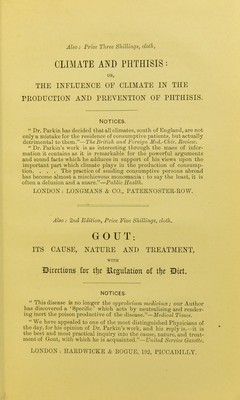 Also: Price Three Shillings, cloth,
CLIMATE AND PHTHISIS:
OR,
THE INFLUENCE OF CLIMATE IN THE
PRODUCTION AND PREVENTION OF PHTHISIS.
NOTICES.
"Dr. Parkin has decided that all climates, south of England, are not
only a mistake for the residence of consumptive patients, but actually
detrimental to them."—The British and Foreign Med.-Chir. Review.
"Dr. Parkin's work is as interesting through the mass of infor-
mation it contains as it is remarkable for the powerful arguments
and sound facts which he adduces in support of his views upon the
important part which climate plays in the production of consump-
tion. . . . The practice of sending consumptive persons abroad
has become almost a mischievous monomania: to say the least, it is
often a delusion and a snare."—Public Health.
LONDON: LONGMANS & CO., PATERNOSTER-ROW.
Also: 2nd Edition, Price Five Shillings, cloth,
GOUT:
ITS CAUSE, NATURE AND TREATMENT,
WITH
Directions for the Regulation of the Diet.
NOTICES.
"This disease is no longer the opprobrium medicium; our Author
has discovered a 'Specific' which acts by neutralising and render-
ing inert the poison productive of the disease."—Medical Times.
"We have appealed to one of the most distinguished Physicians of
the day, for his opinion of Dr. Parkin's work, and his reply is,—it is
the best and most practical inquiry into the cause, nature, and treat-
ment of Gout, with which he is acquainted."—United Service Gazette.
LONDON: HARDWICKE & BOGUE, 192, PICCADILLY.